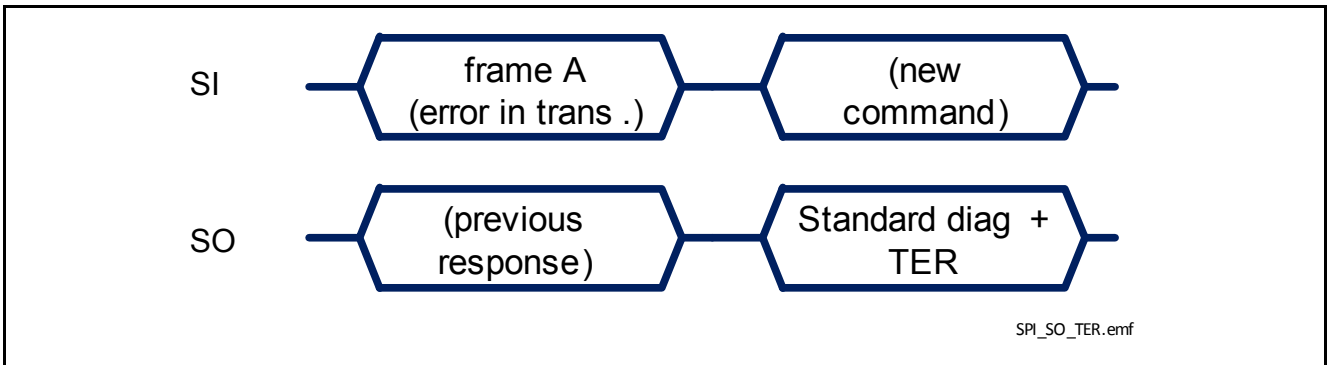 SI
frame A
(error in trans .)
(new
command)
SO
(previous
response)
Standard diag +
TER
SPI_SO_TER.emf